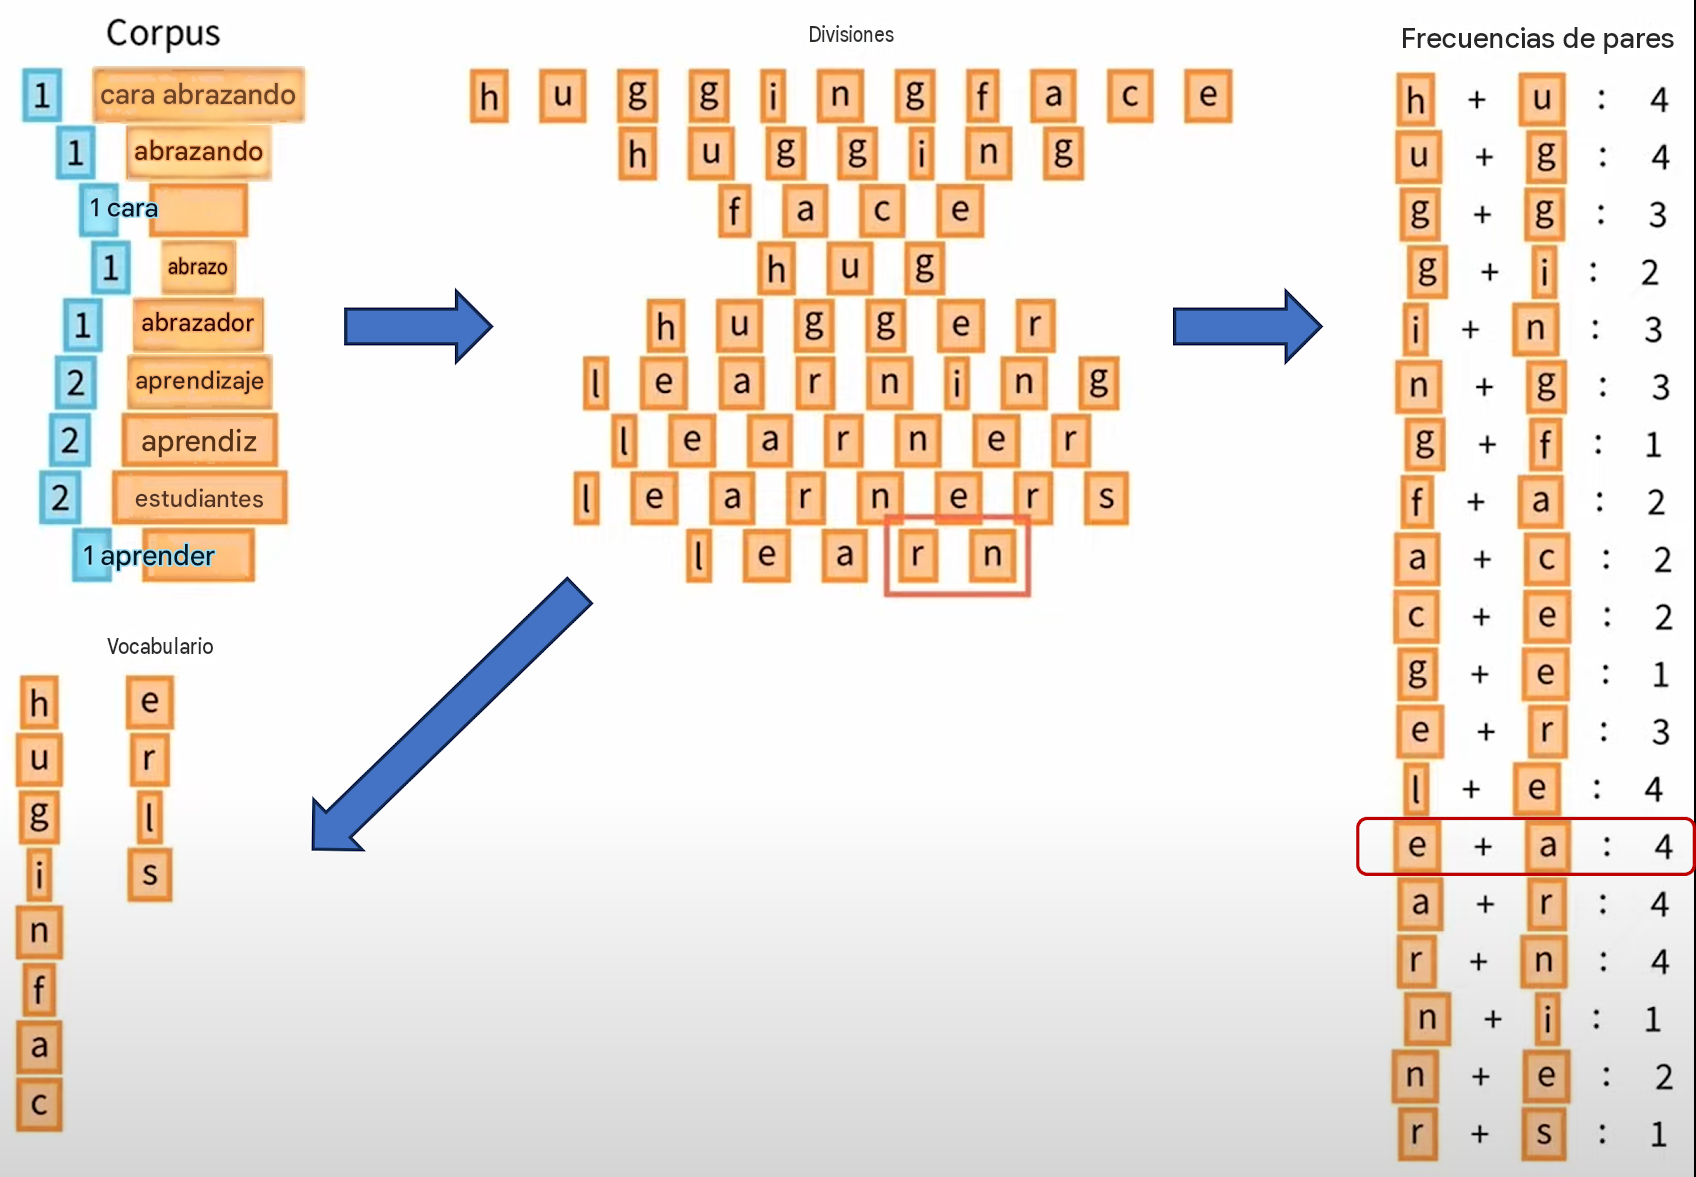 Corpus
1 cara abrazando
1 abrazando
1 cara
1 abrazo
1 abrazador
2 aprendizaje
2 aprendiz
2 estudiantes
1 aprender
Divisiones
h u g g i n g f a c e
h u g g i n g
f a c e
h u g
h u g g e r
l e a r n i n g
l e a r n e r
l e a r n e r s
l e a r n
Vocabulario
h e
u r
g l
i s
n
f
a
c
Frecuencias de pares
h + u : 4
u + g : 4
g + g : 3
g + i : 2
i + n : 3
n + g : 3
g + f : 1
f + a : 2
a + c : 2
c + e : 2
g + e : 1
e + r : 3
l + e : 4
e + a : 4
a + r : 4
r + n : 4
n + i : 1
n + e : 2
r + s : 1